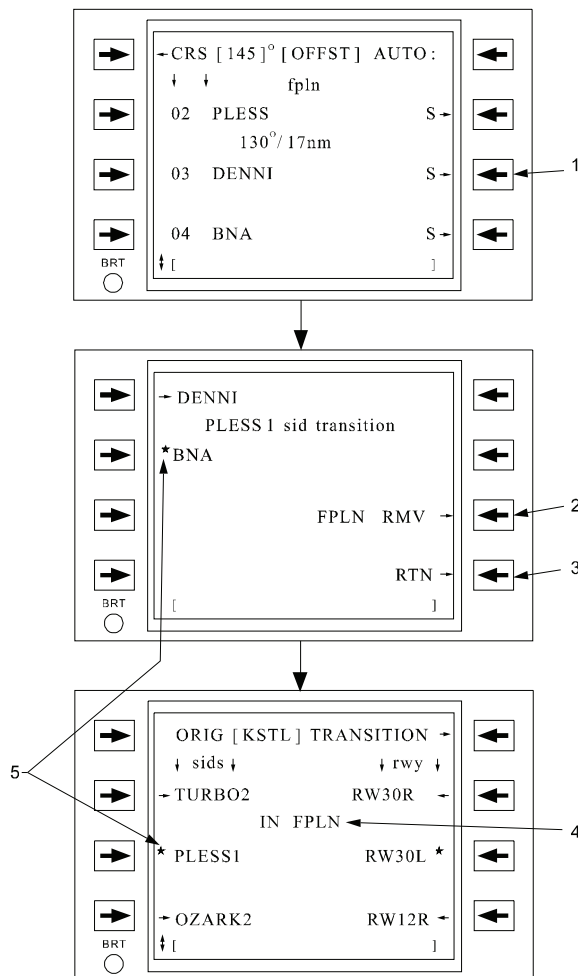 ←CRS [145]° [OFFST] AUTO:
↓ ↓ fpln
02 PLESS S→
130°/17nm
03 DENNI S→
1
04 BNA S→
BRT
[ ]
→DENNI
PLESS1 sid transition
*BNA
FPLN RMV →
2
RTN →
3
BRT
[ ]
ORIG [KSTL] TRANSITION →
↓ sids ↓ ↓ rwy ↓
5
→TURBO2 RW30R ←
IN FPLN
4
★ PLESS1 RW30L ★
→OZARK2 RW12R ←
BRT
[ ]